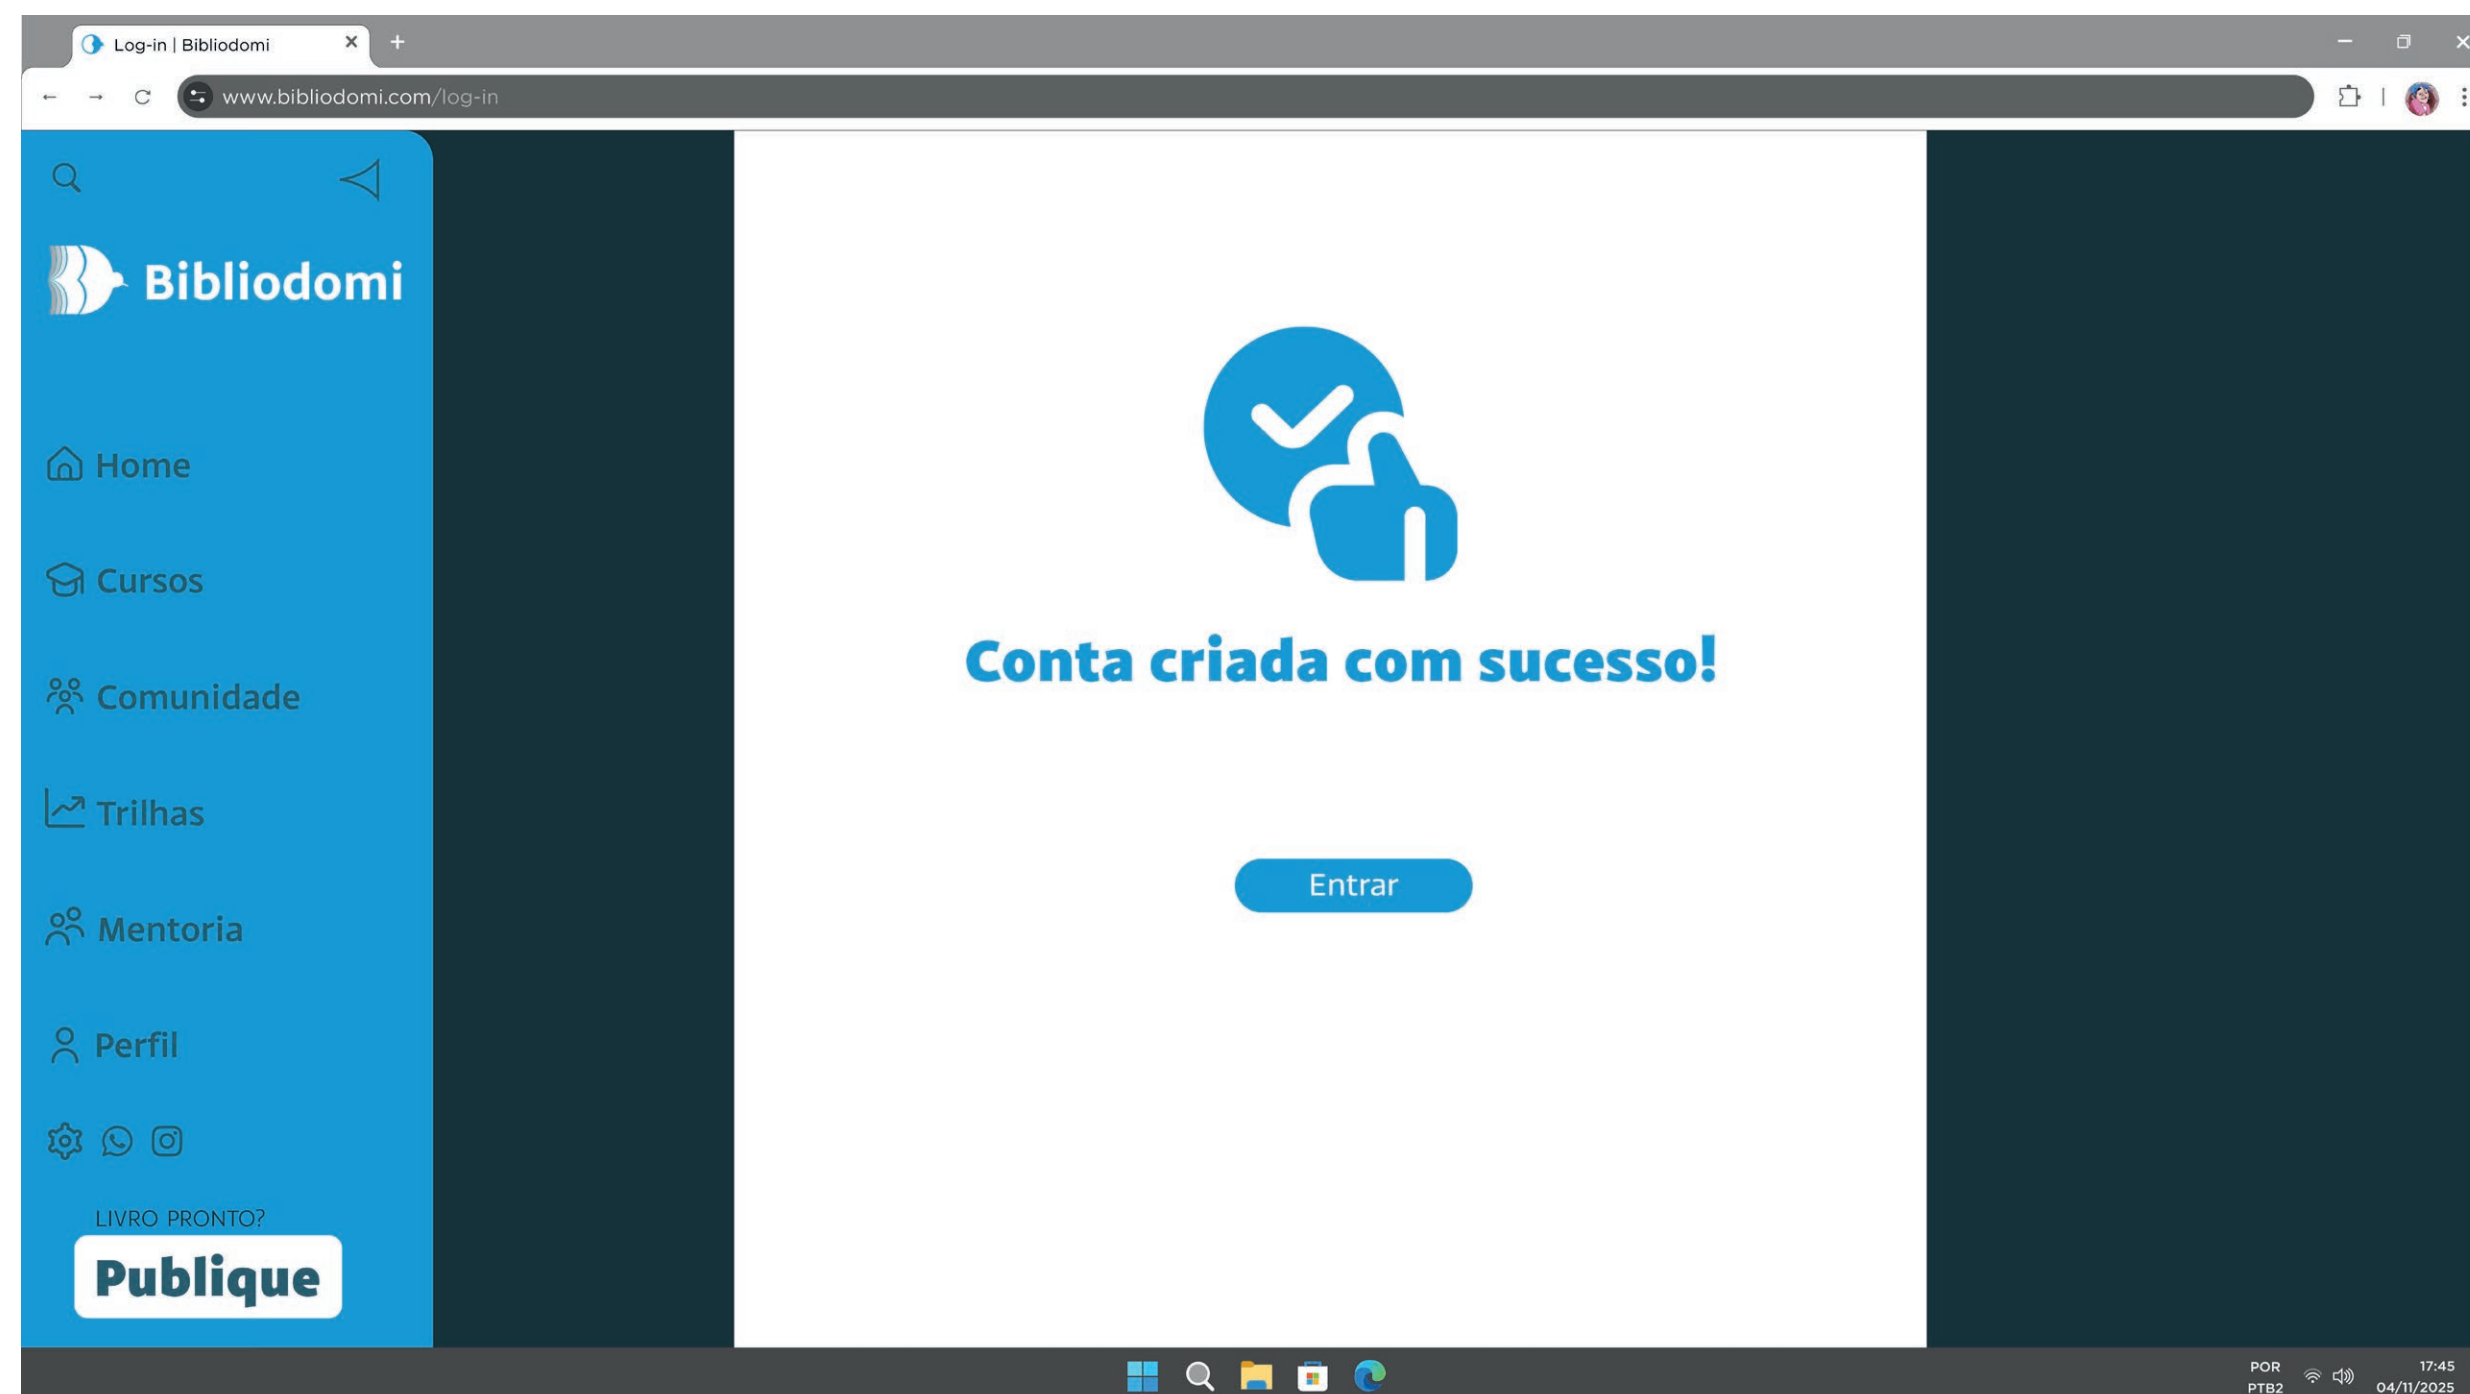 Log-in | Bibliodomi
www.bibliodomi.com/log-in
Bibliodomi
Home
Cursos
Comunidade
Trilhas
Mentoria
Perfil
LIVRO PRONTO?
Publique
Conta criada com sucesso!
Entrar
POR
PTB2
17:45
04/11/2025